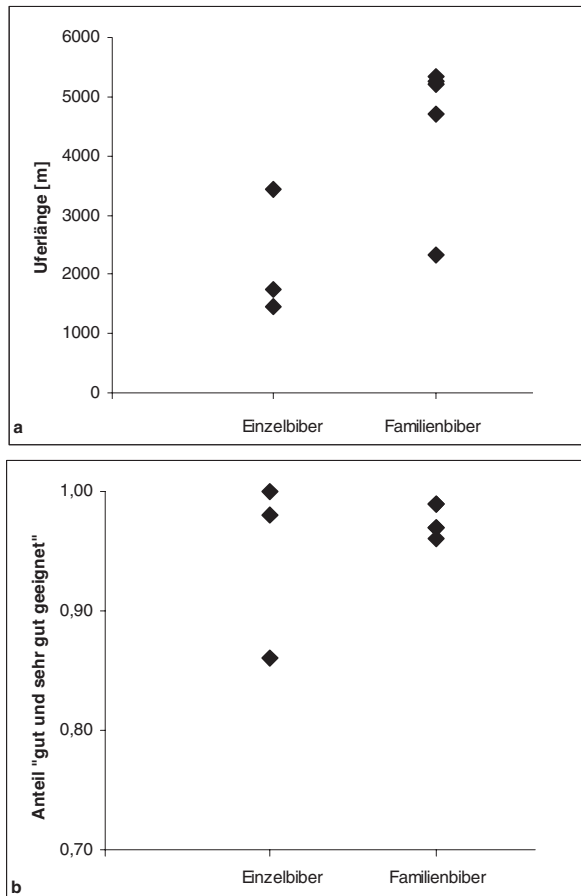 6000
5000
4000
3000
2000
1000
0
Uferlänge [m]
Einzelbiber Familienbiber
a
1,00
0,90
0,80
0,70
Anteil "gut und sehr gut geeignet"
Einzelbiber Familienbiber
b